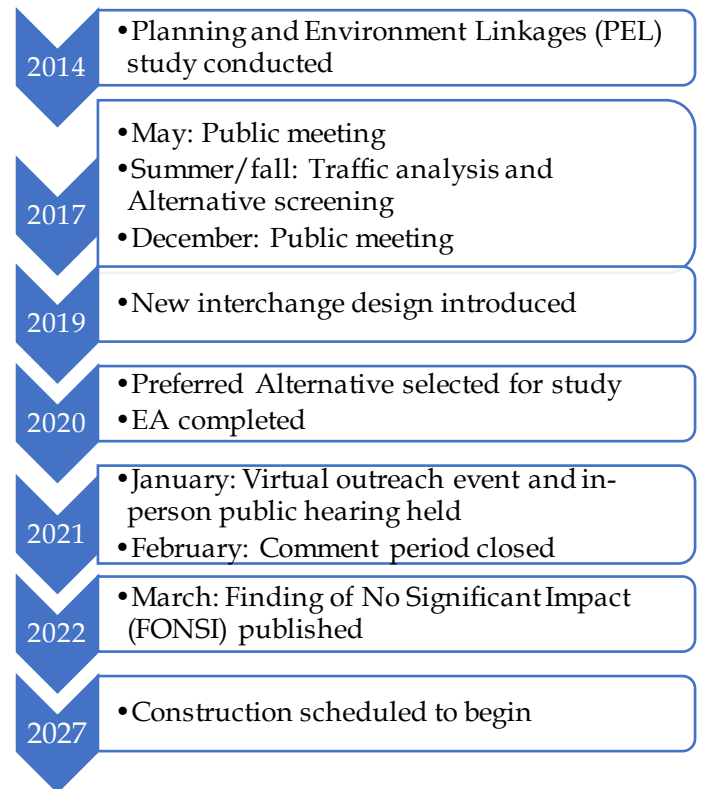 2014
•Planning and Environment Linkages (PEL)
study conducted
2017
•May: Public meeting
•Summer/fall: Traffic analysis and
Alternative screening
•December: Public meeting
2019
•New interchange design introduced
2020
•Preferred Alternative selected for study
•EA completed
2021
•January: Virtual outreach event and in-
person public hearing held
•February: Comment period closed
2022
•March: Finding of No Significant Impact
(FONSI) published
2027
•Construction scheduled to begin